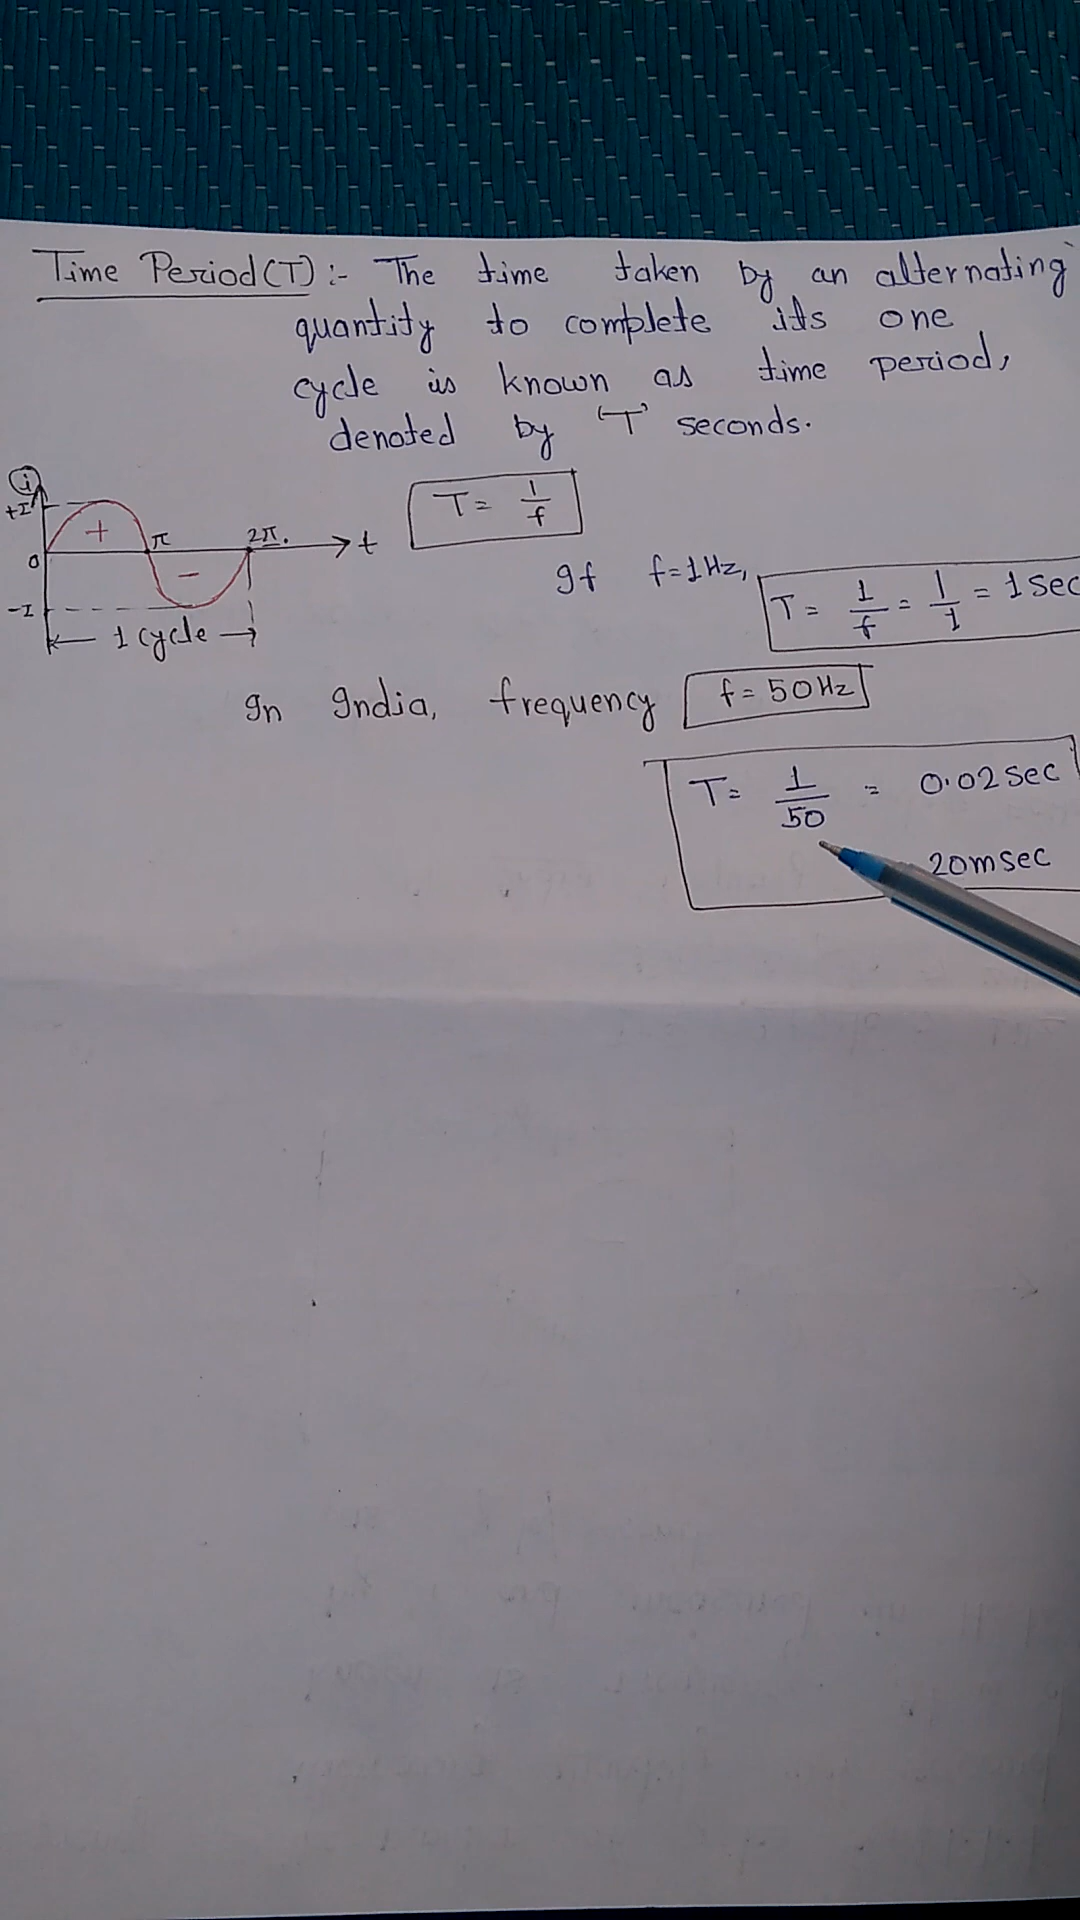 Time Period (T) :- The time taken by an alternating
quantity to complete its one
cycle is known as time period,
denoted by 'T' seconds.
i
+I
+
π
2π.
t
0
-
-I
1 cycle
T = 1/f
If f=1Hz,
T = 1/f = 1/1 = 1 sec
In India, frequency f = 50Hz
T = 1/50 = 0.02 sec
20msec